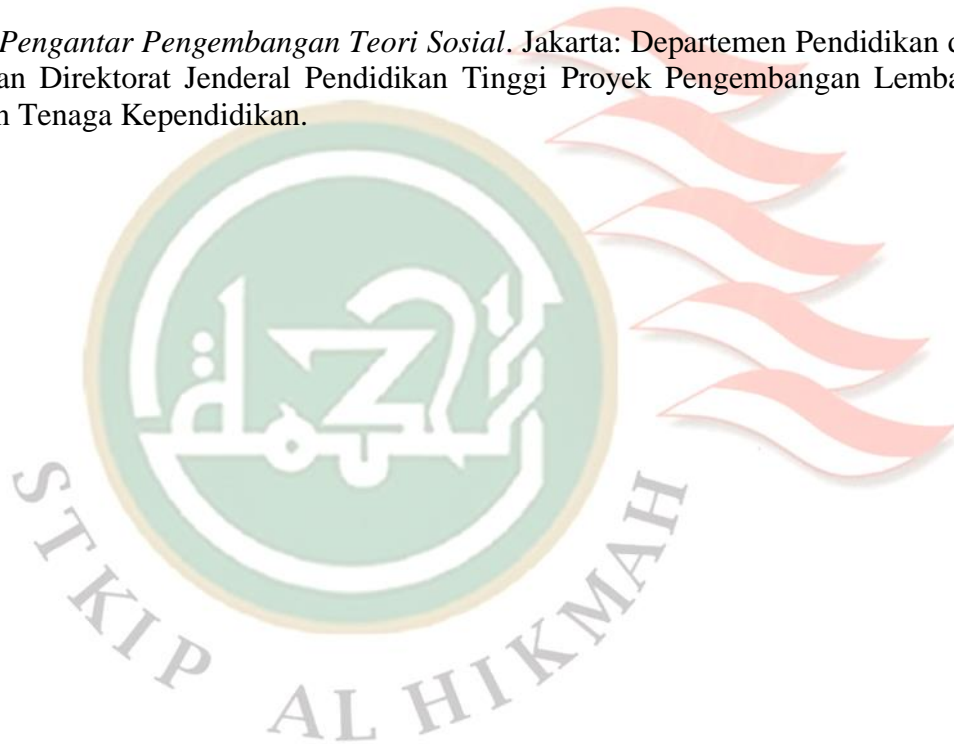 Pengantar Pengembangan Teori Sosial. Jakarta: Departemen Pendidikan d
an Direktorat Jenderal Pendidikan Tinggi Proyek Pengembangan Lemba
n Tenaga Kependidikan.
الحكمة
STKIP AL HIKMAH